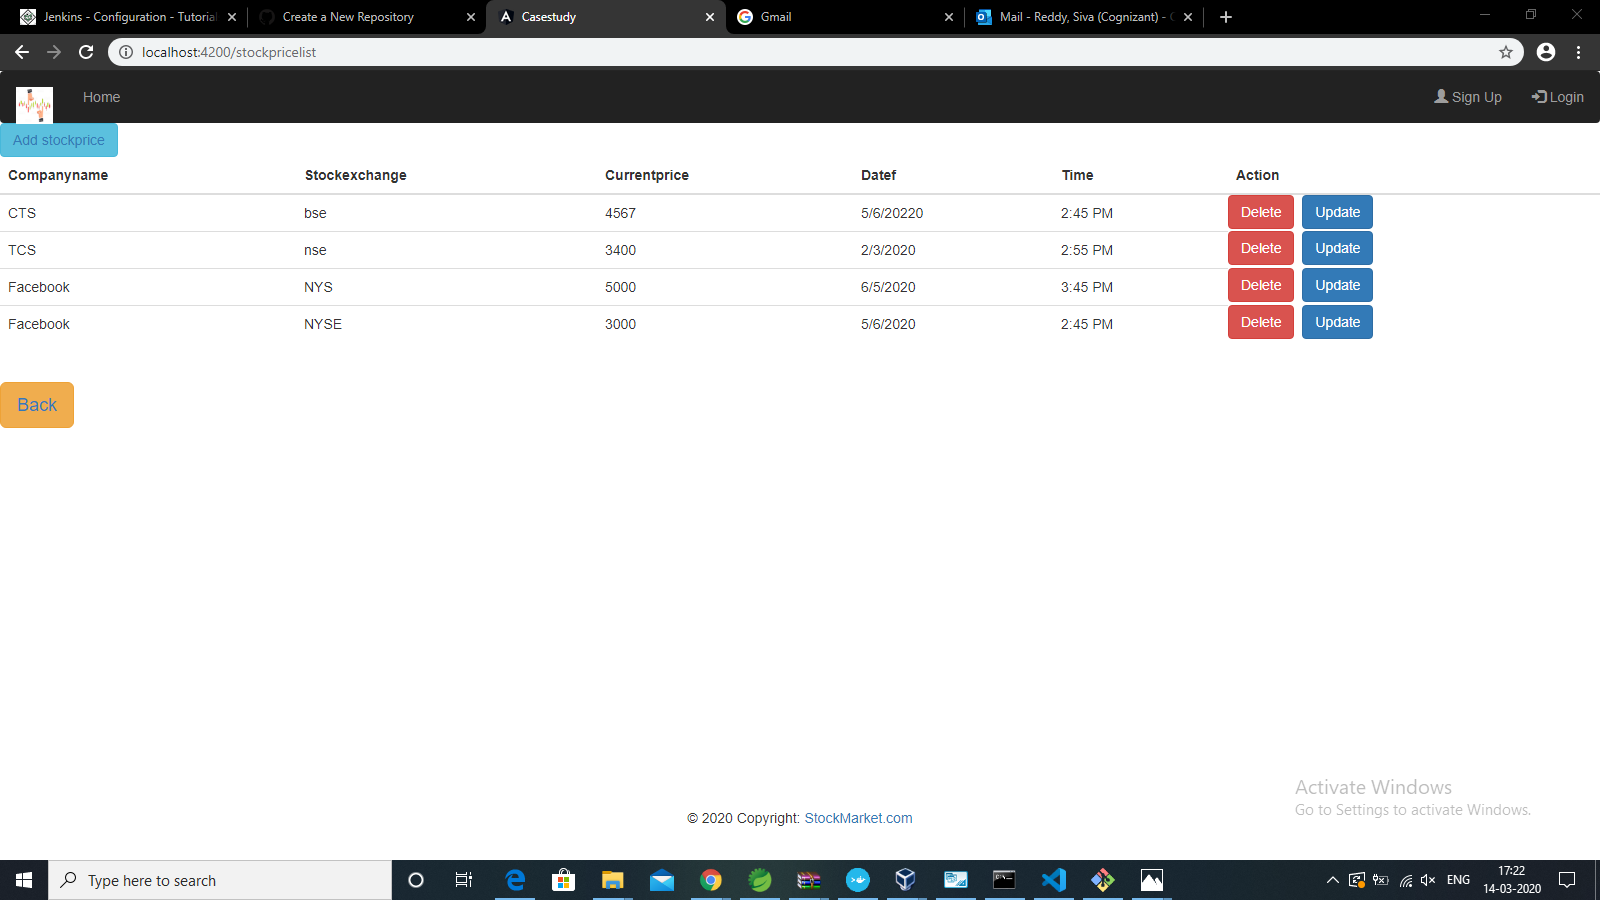 Jenkins - Configuration - Tutorial
Create a New Repository
Casestudy
Gmail
Mail - Reddy, Siva (Cognizant) -
localhost:4200/stockpricelist
Home
Sign Up
Login
Add stockprice
Companyname Stockexchange Currentprice Datef Time Action
CTS bse 4567 5/6/20220 2:45 PM Delete Update
TCS nse 3400 2/3/2020 2:55 PM Delete Update
Facebook NYS 5000 6/5/2020 3:45 PM Delete Update
Facebook NYSE 3000 5/6/2020 2:45 PM Delete Update
Back
Activate Windows
Go to Settings to activate Windows.
© 2020 Copyright: StockMarket.com
Type here to search
ENG
17:22
14-03-2020